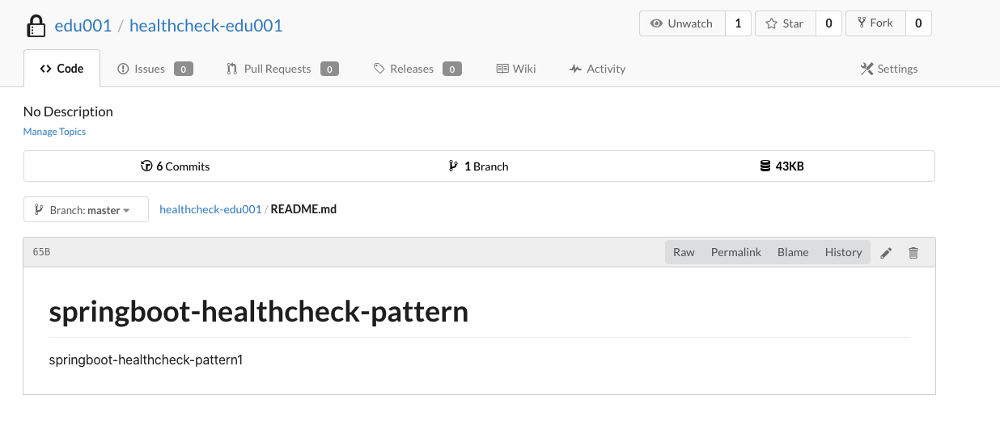 edu001 / healthcheck-edu001 Unwatch 1 Star 0 Fork 0
Code Issues 0 Pull Requests 0 Releases 0 Wiki Activity Settings
No Description
Manage Topics
6 Commits 1 Branch 43KB
Branch: master healthcheck-edu001 / README.md
65B Raw Permalink Blame History
springboot-healthcheck-pattern
springboot-healthcheck-pattern1